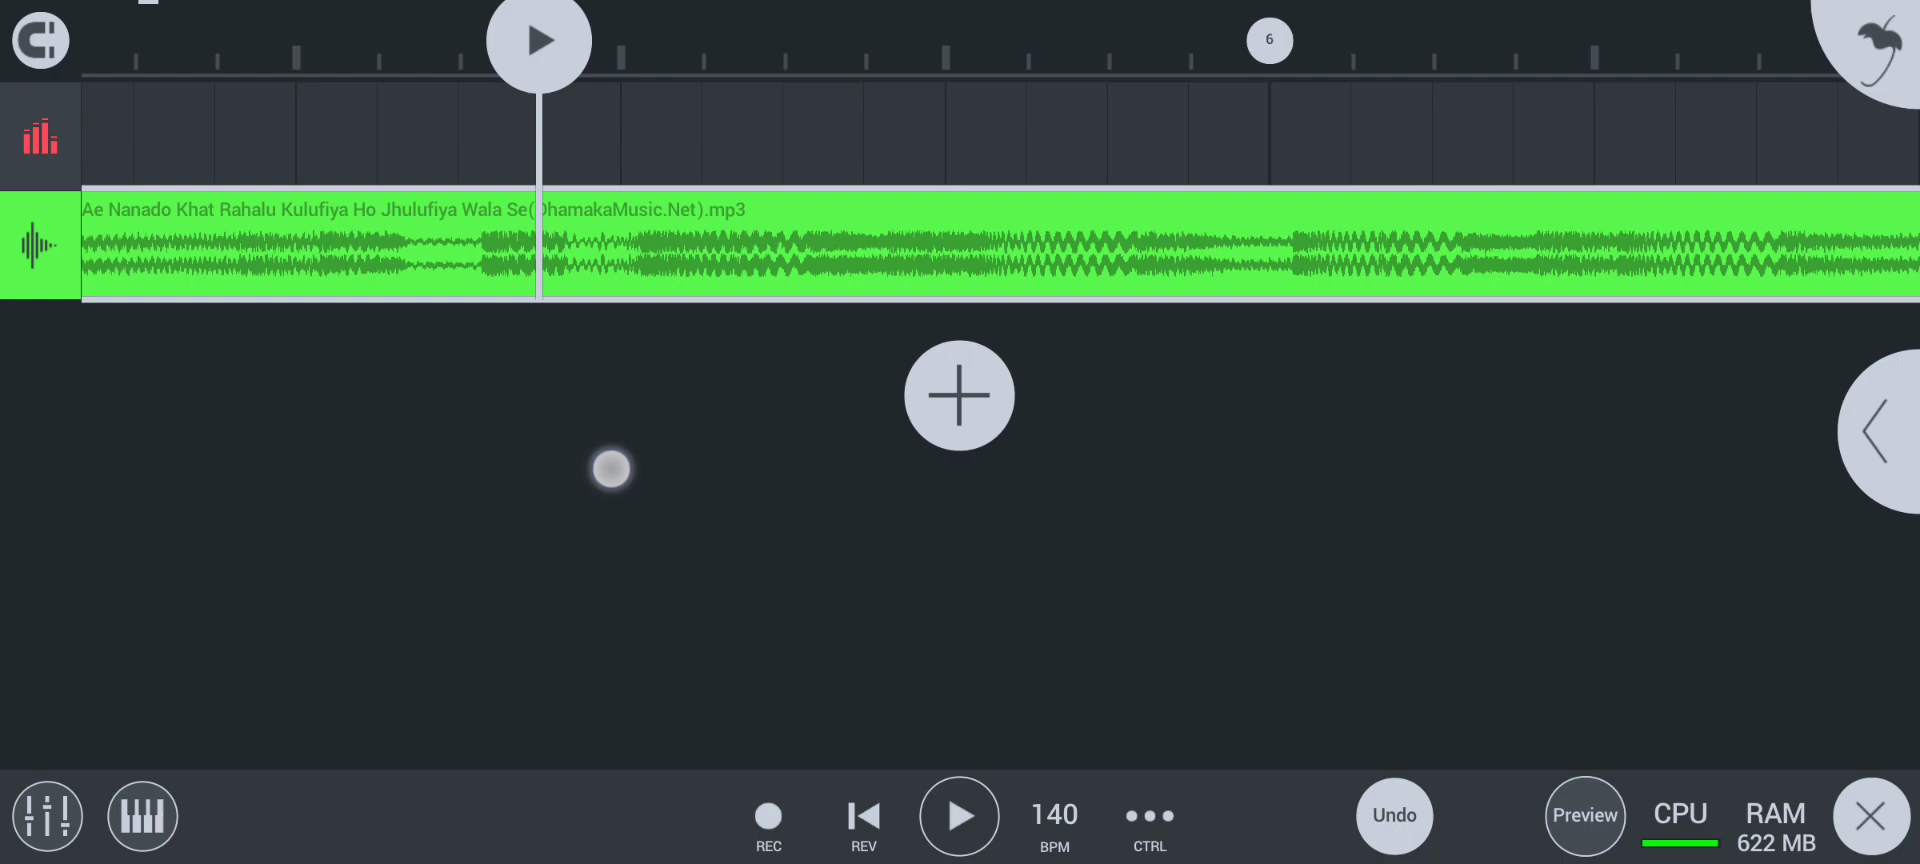 6
Ae Nanado Khat Rahalu Kulufiya Ho Jhulufiya Wala Se(DhamakaMusic.Net).mp3
REC
REV
140
BPM
CTRL
Undo
Preview
CPU
RAM
622 MB